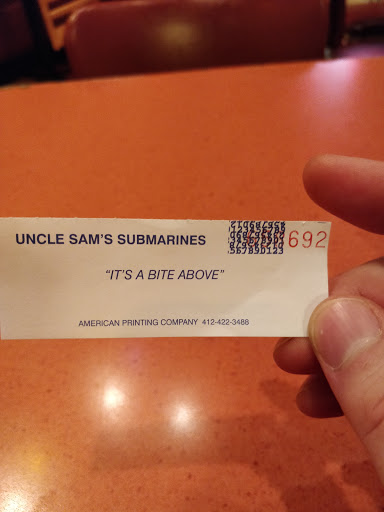 UNCLE SAM'S SUBMARINES
692
"IT'S A BITE ABOVE"
AMERICAN PRINTING COMPANY 412-422-3488